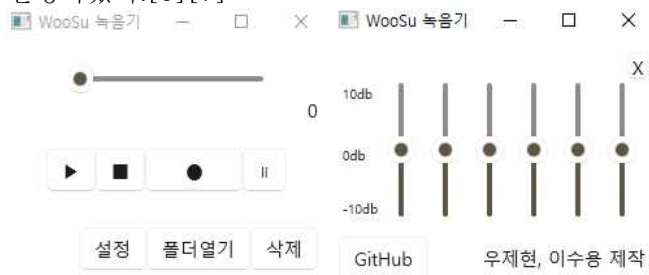 WooSu 녹음기
0
설정 폴더열기 삭제
WooSu 녹음기
X
10db
0db
-10db
GitHub 우제현, 이수용 제작